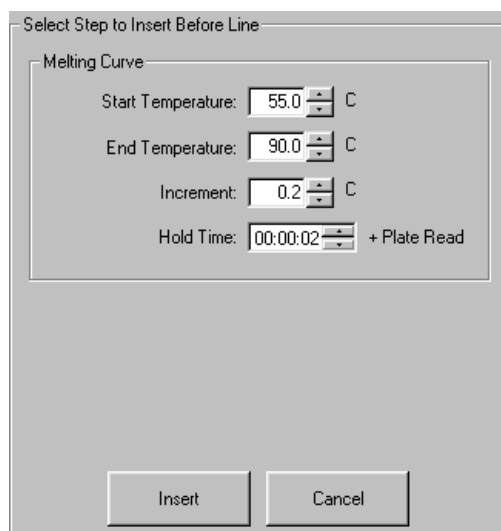 Select Step to Insert Before Line
Melting Curve
Start Temperature: 55.0 C
End Temperature: 90.0 C
Increment: 0.2 C
Hold Time: 00:00:02 + Plate Read
Insert Cancel